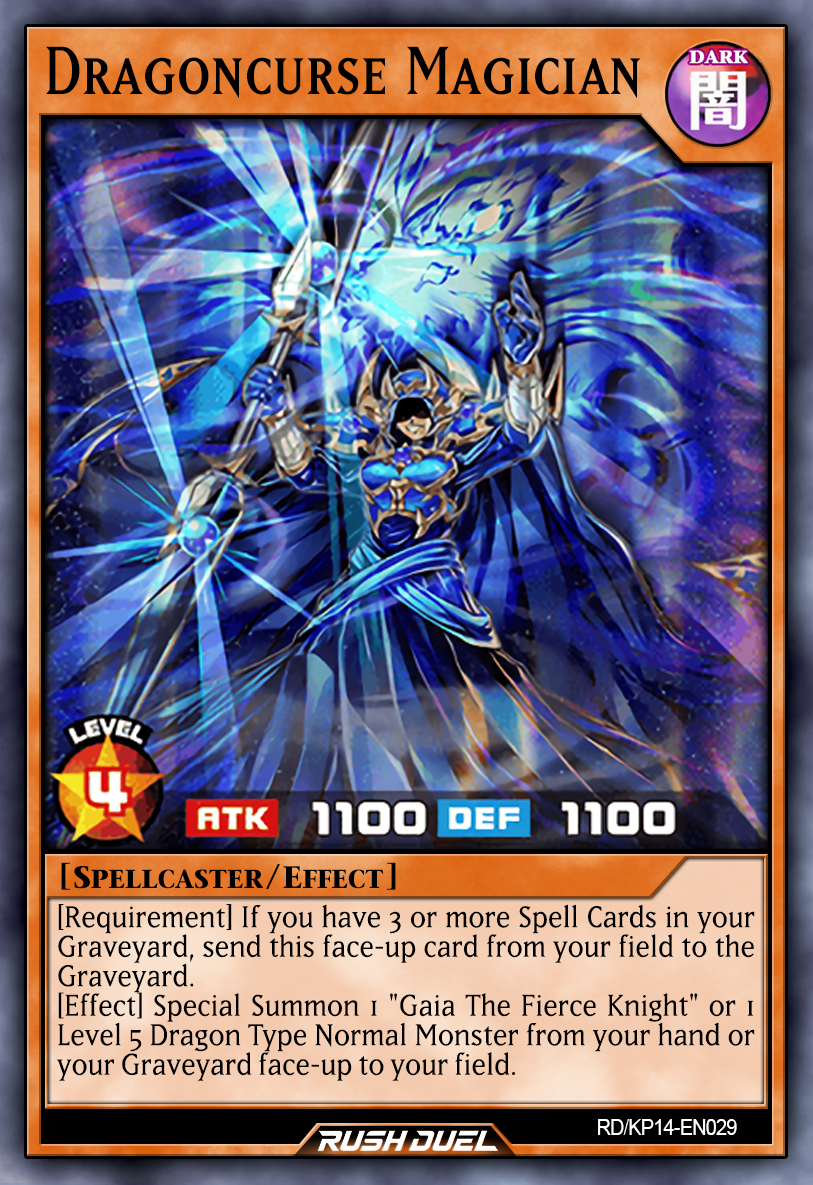 Dragoncurse Magician
DARK
闇
LEVEL
4
ATK 1100 DEF 1100
[Spellcaster/Effect]
[Requirement] If you have 3 or more Spell Cards in your
Graveyard, send this face-up card from your field to the
Graveyard.
[Effect] Special Summon 1 "Gaia The Fierce Knight" or 1
Level 5 Dragon Type Normal Monster from your hand or
your Graveyard face-up to your field.
RD/KP14-EN029
RUSH DUEL